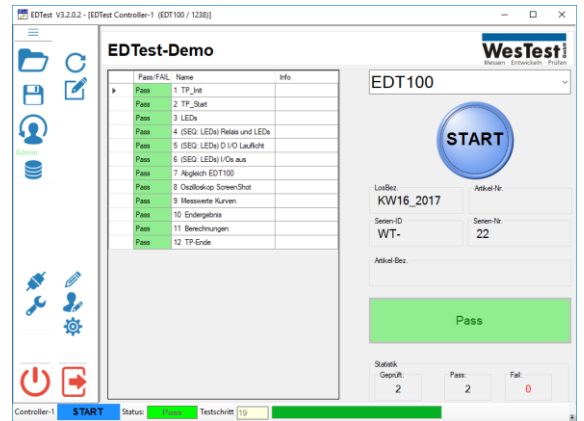 EDTest V3.2.0.2 - [EDTest Controller-1 (EDT100 / 1238)]
EDTest-Demo
WesTest GmbH
Messen Entwickeln Prüfen
Pass/FAIL Name Info
Pass 1 TP_Init
Pass 2 TP_Start
Pass 3 LEDs
Pass 4 (SEQ: LEDs) Relais und LEDs
Pass 5 (SEQ: LEDs) D I/O Lauflicht
Pass 6 (SEQ: LEDs) I/Os aus
Pass 7 Abgleich EDT100
Pass 8 Oszilloskop ScreenShot
Pass 9 Messwerte Kurven
Pass 10 Endergebnis
Pass 11 Berechnungen
Pass 12 TP-Ende
Admin
EDT100
START
LosBez. Artikel-Nr.
KW16_2017
Serien-ID Serien-Nr.
WT- 22
Artikel-Bez.
Pass
Statistik
Geprüft: Pass: Fail:
2 2 0
Controller-1 START Status: Pass Testschritt 19